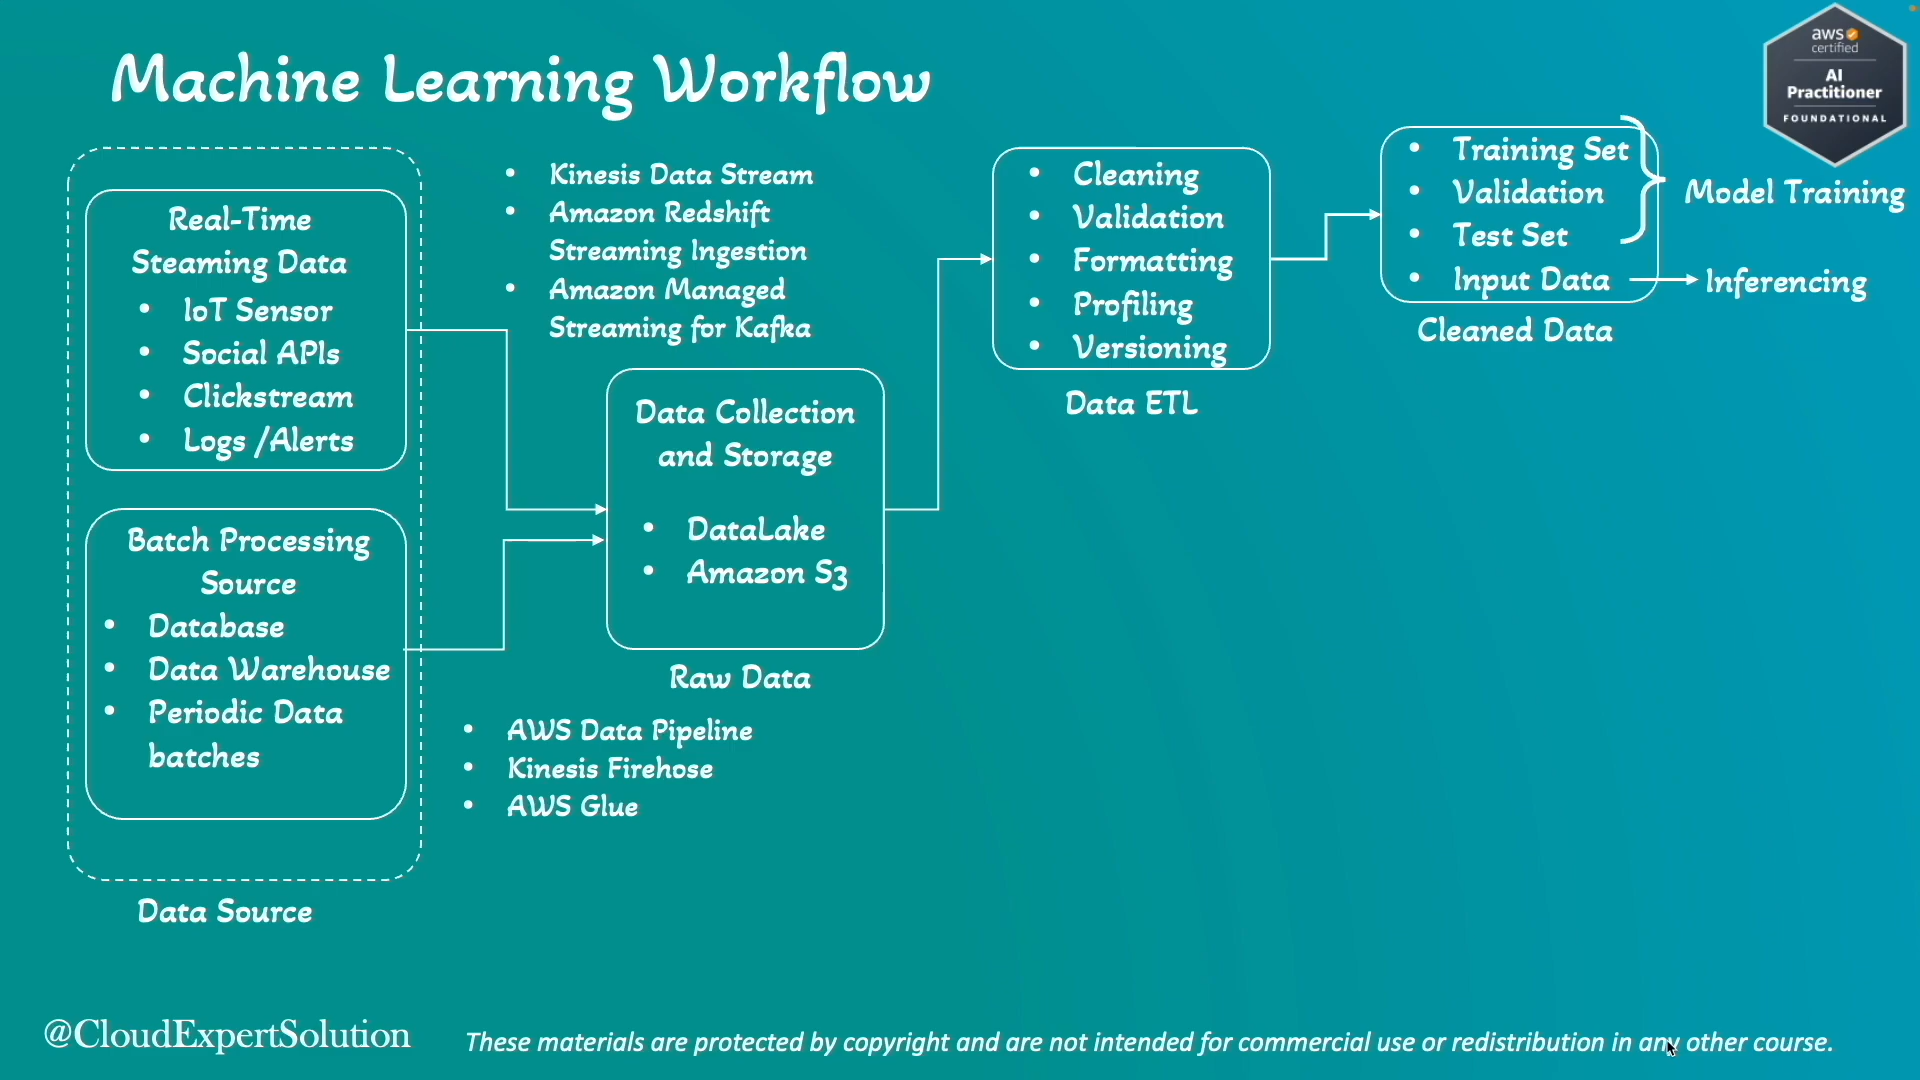 Machine Learning Workflow
aws
certified
AI
Practitioner
FOUNDATIONAL
Real-Time
Steaming Data
• IoT Sensor
• Social APIs
• Clickstream
• Logs /Alerts
Batch Processing
Source
• Database
• Data Warehouse
• Periodic Data
batches
Data Source
• Kinesis Data Stream
• Amazon Redshift
Streaming Ingestion
• Amazon Managed
Streaming for Kafka
Data Collection
and Storage
• DataLake
• Amazon S3
Raw Data
• AWS Data Pipeline
• Kinesis Firehose
• AWS Glue
• Cleaning
• Validation
• Formatting
• Profiling
• Versioning
Data ETL
• Training Set
• Validation
• Test Set
• Input Data
Cleaned Data
Model Training
Inferencing
@CloudExpertSolution
These materials are protected by copyright and are not intended for commercial use or redistribution in any other course.